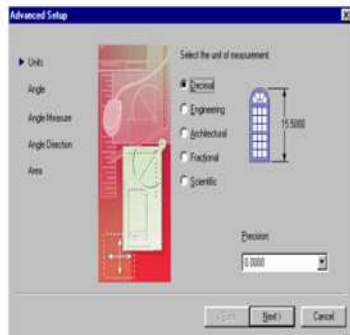 Advanced Setup
Units
Angle
Angle Measure
Angle Direction
Area
Select the unit of measurement.
Decimal
Engineering
Architectural
Fractional
Scientific
15.5000
Precision:
0.0000
< Back
Next >
Cancel